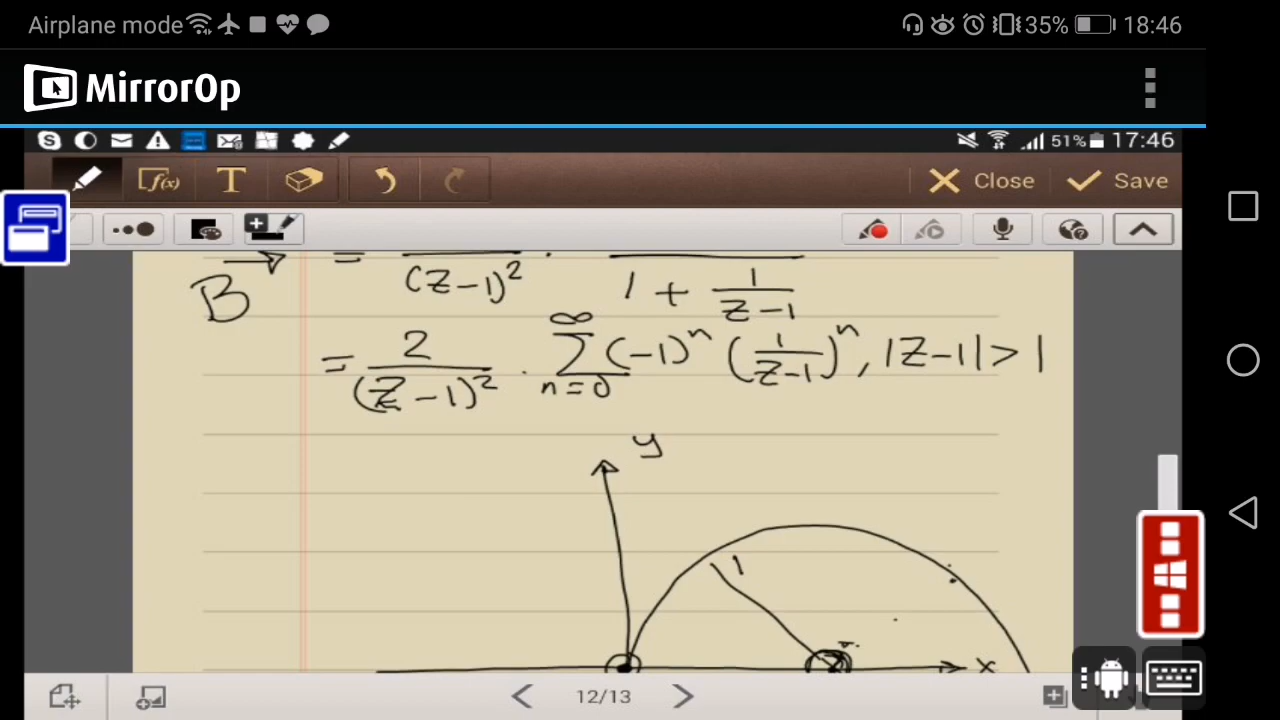 Airplane mode 35% 18:46
MirrorOp
51% 17:46
f(x) T Close Save
B → = (z-1)² · 1 + 1/(z-1)
= 2/(z-1)² · ∞ Σ n=0 (-1)ⁿ (1/(z-1))ⁿ, |z-1| > 1
y
1
x
12/13